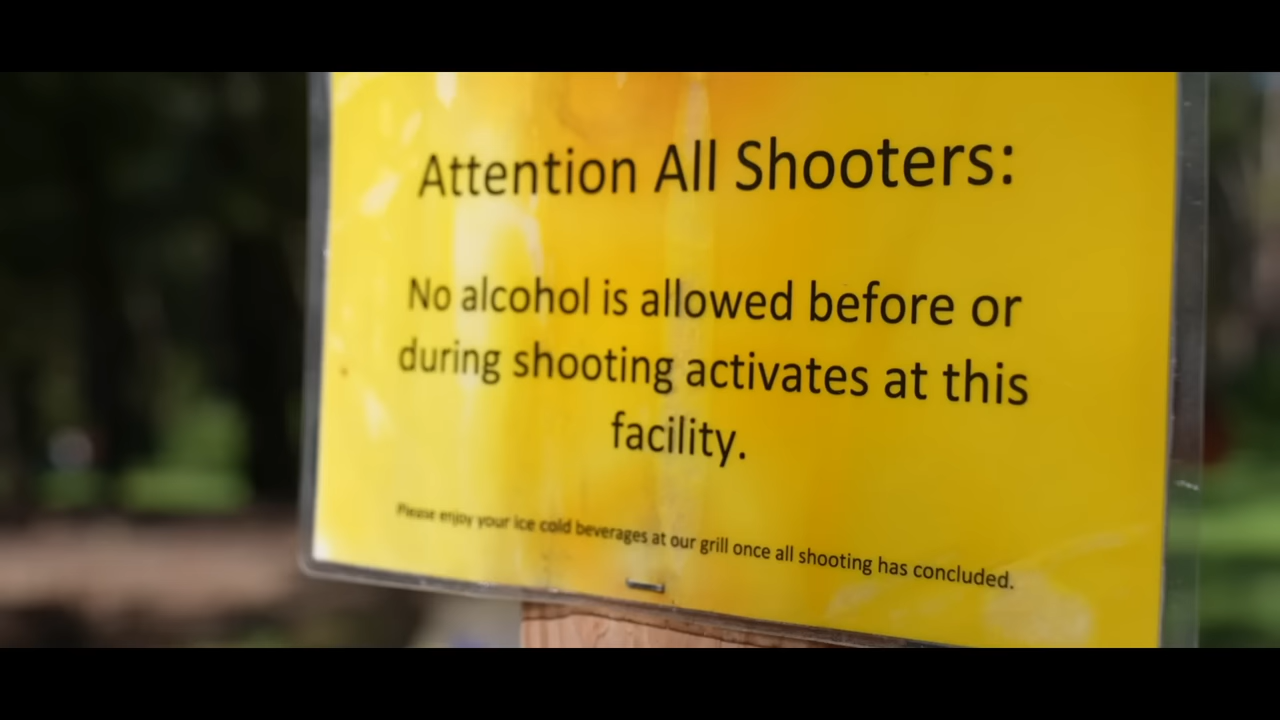 Attention All Shooters:
No alcohol is allowed before or
during shooting activates at this
facility.
Please enjoy your ice cold beverages at our grill once all shooting has concluded.